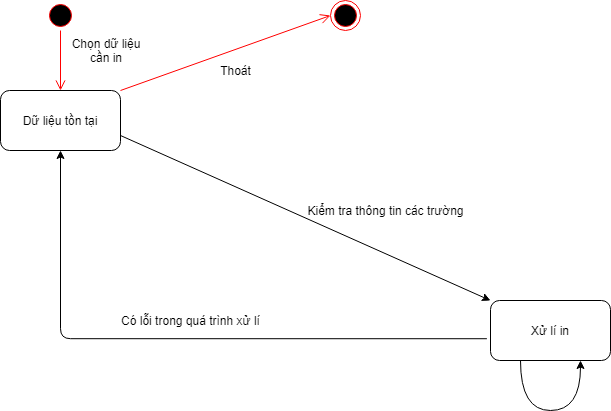 Chọn dữ liệu
cần in
Thoát
Dữ liệu tồn tại
Kiểm tra thông tin các trường
Có lỗi trong quá trình xử lí
Xử lí in